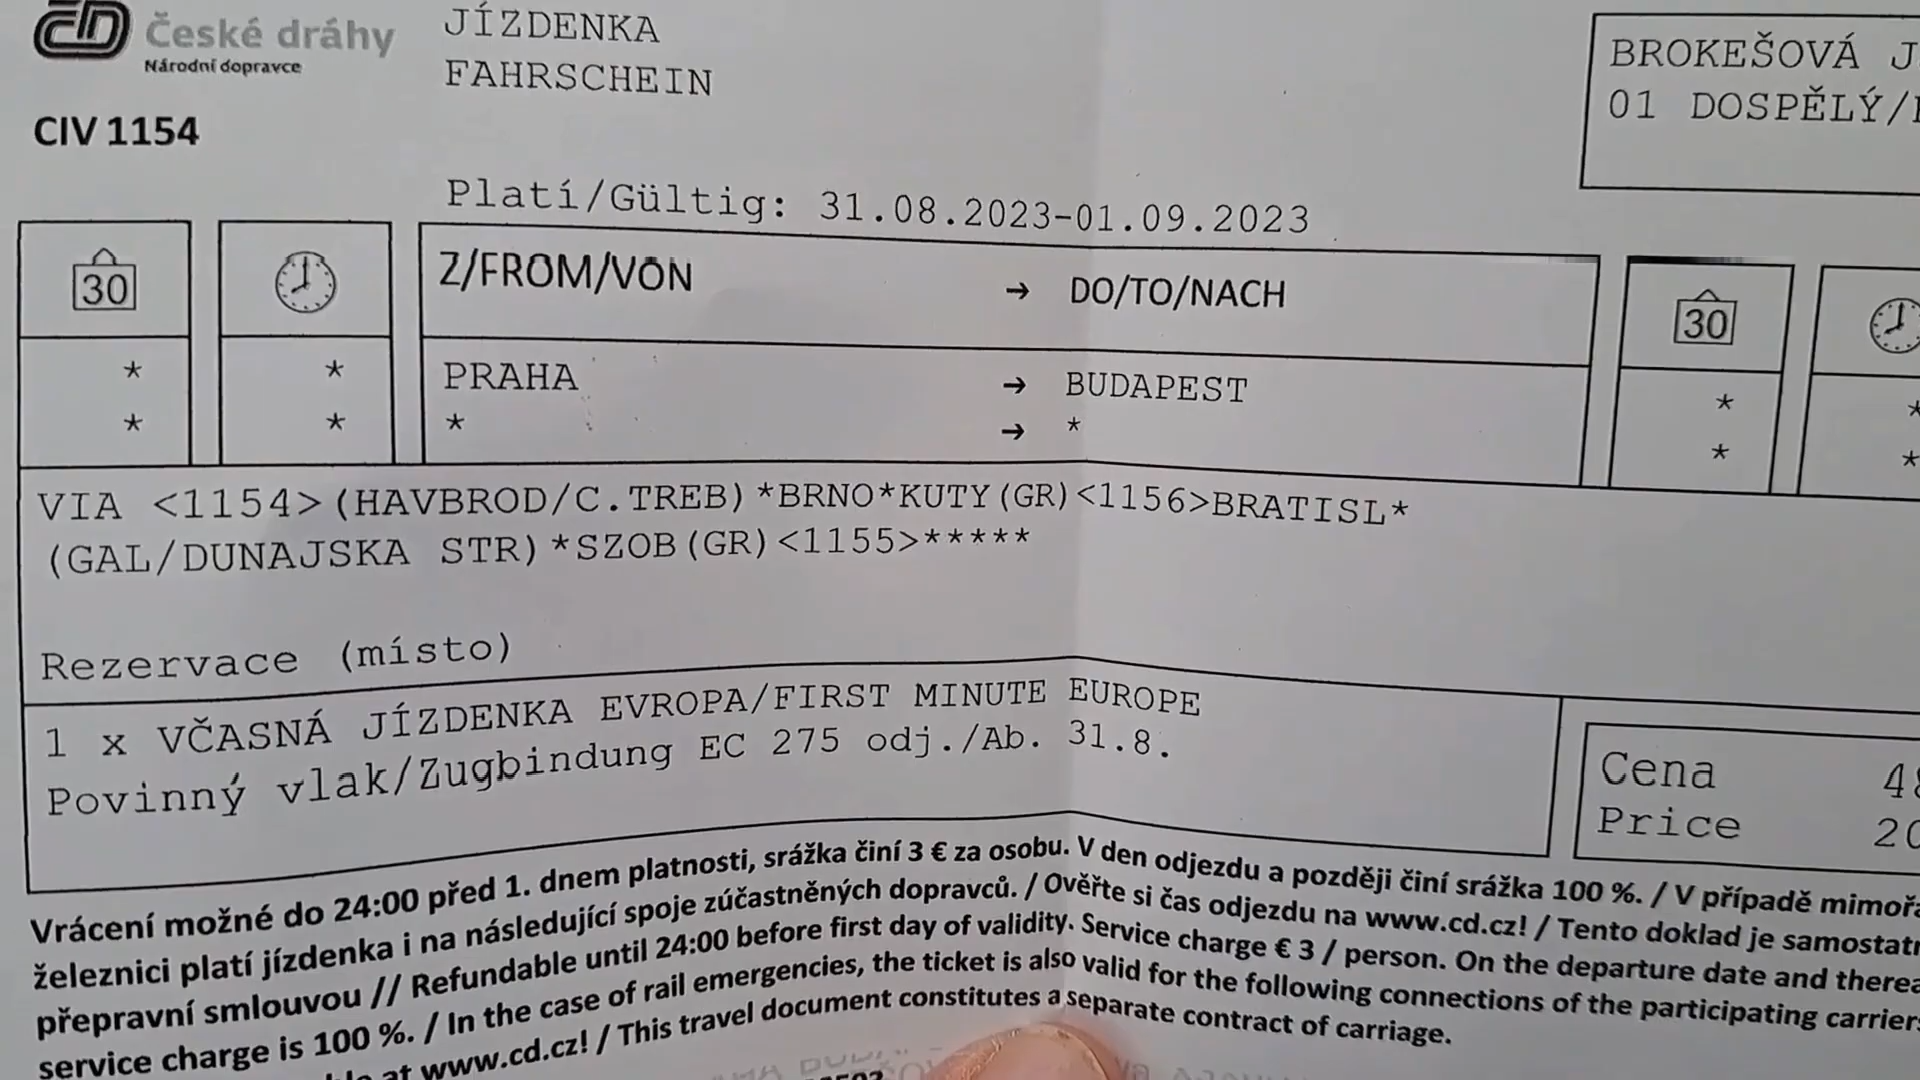 České dráhy
Národní dopravce
CIV 1154
JÍZDENKA
FAHRSCHEIN
BROKEŠOVÁ J
01 DOSPĚLÝ/
Platí/Gültig: 31.08.2023-01.09.2023
30
Z/FROM/VON → DO/TO/NACH
30
* * PRAHA → BUDAPEST * *
* * * → * * *
VIA <1154>(HAVBROD/C.TREB)*BRNO*KUTY(GR)<1156>BRATISL*
(GAL/DUNAJSKA STR)*SZOB(GR)<1155>*****
Rezervace (místo)
1 x VČASNÁ JÍZDENKA EVROPA/FIRST MINUTE EUROPE
Povinný vlak/Zugbindung EC 275 odj./Ab. 31.8.
Cena 48
Price 20
Vrácení možné do 24:00 před 1. dnem platnosti, srážka činí 3 € za osobu. V den odjezdu a později činí srážka 100 %. / V případě mimořá
železnici platí jízdenka i na následující spoje zúčastněných dopravců. / Ověřte si čas odjezdu na www.cd.cz! / Tento doklad je samostatn
přepravní smlouvou // Refundable until 24:00 before first day of validity. Service charge € 3 / person. On the departure date and therea
service charge is 100 %. / In the case of rail emergencies, the ticket is also valid for the following connections of the participating carriers
at www.cd.cz! / This travel document constitutes a separate contract of carriage.